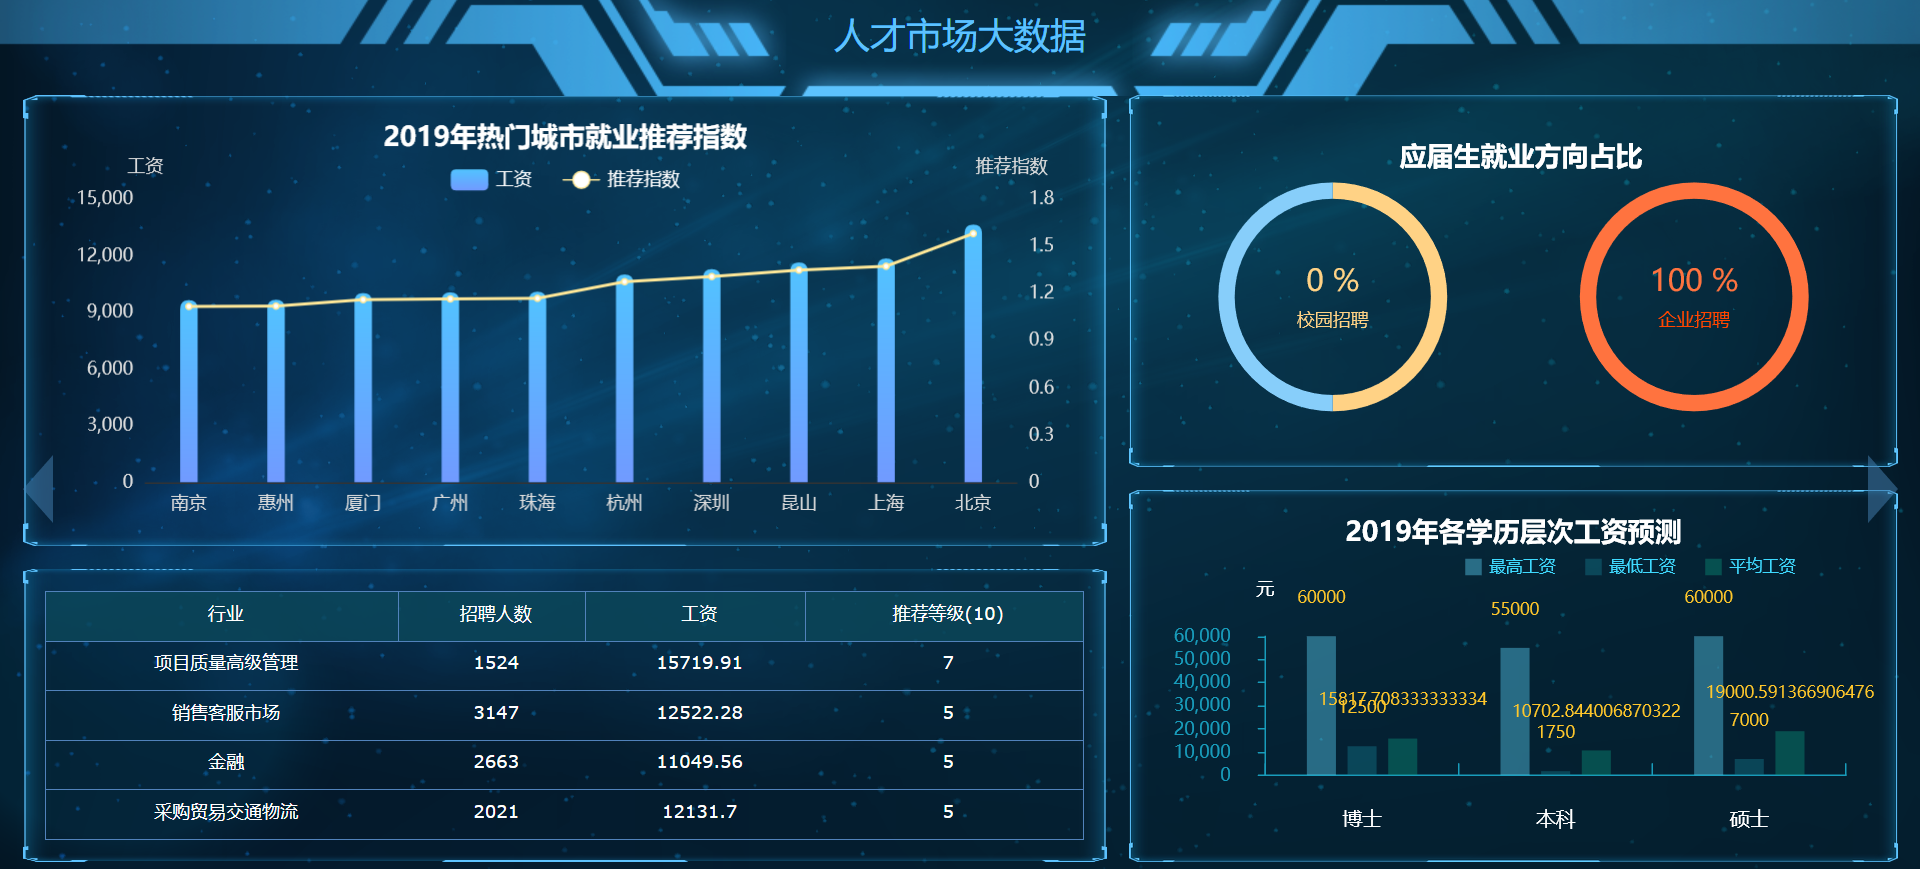 人才市场大数据
2019年热门城市就业推荐指数
工资 推荐指数
工资 推荐指数
15,000 1.8
12,000 1.5
9,000 1.2
6,000 0.9
3,000 0.6
0 0.3
0
南京 惠州 厦门 广州 珠海 杭州 深圳 昆山 上海 北京
行业 招聘人数 工资 推荐等级(10)
项目质量高级管理 1524 15719.91 7
销售客服市场 3147 12522.28 5
金融 2663 11049.56 5
采购贸易交通物流 2021 12131.7 5
应届生就业方向占比
0 % 100 %
校园招聘 企业招聘
2019年各学历层次工资预测
最高工资 最低工资 平均工资
元
60000 55000 60000
60,000
50,000
40,000
30,000
20,000
10,000
0
15817.708333333334
12500
10702.844006870322
1750
19000.591366906476
7000
博士 本科 硕士